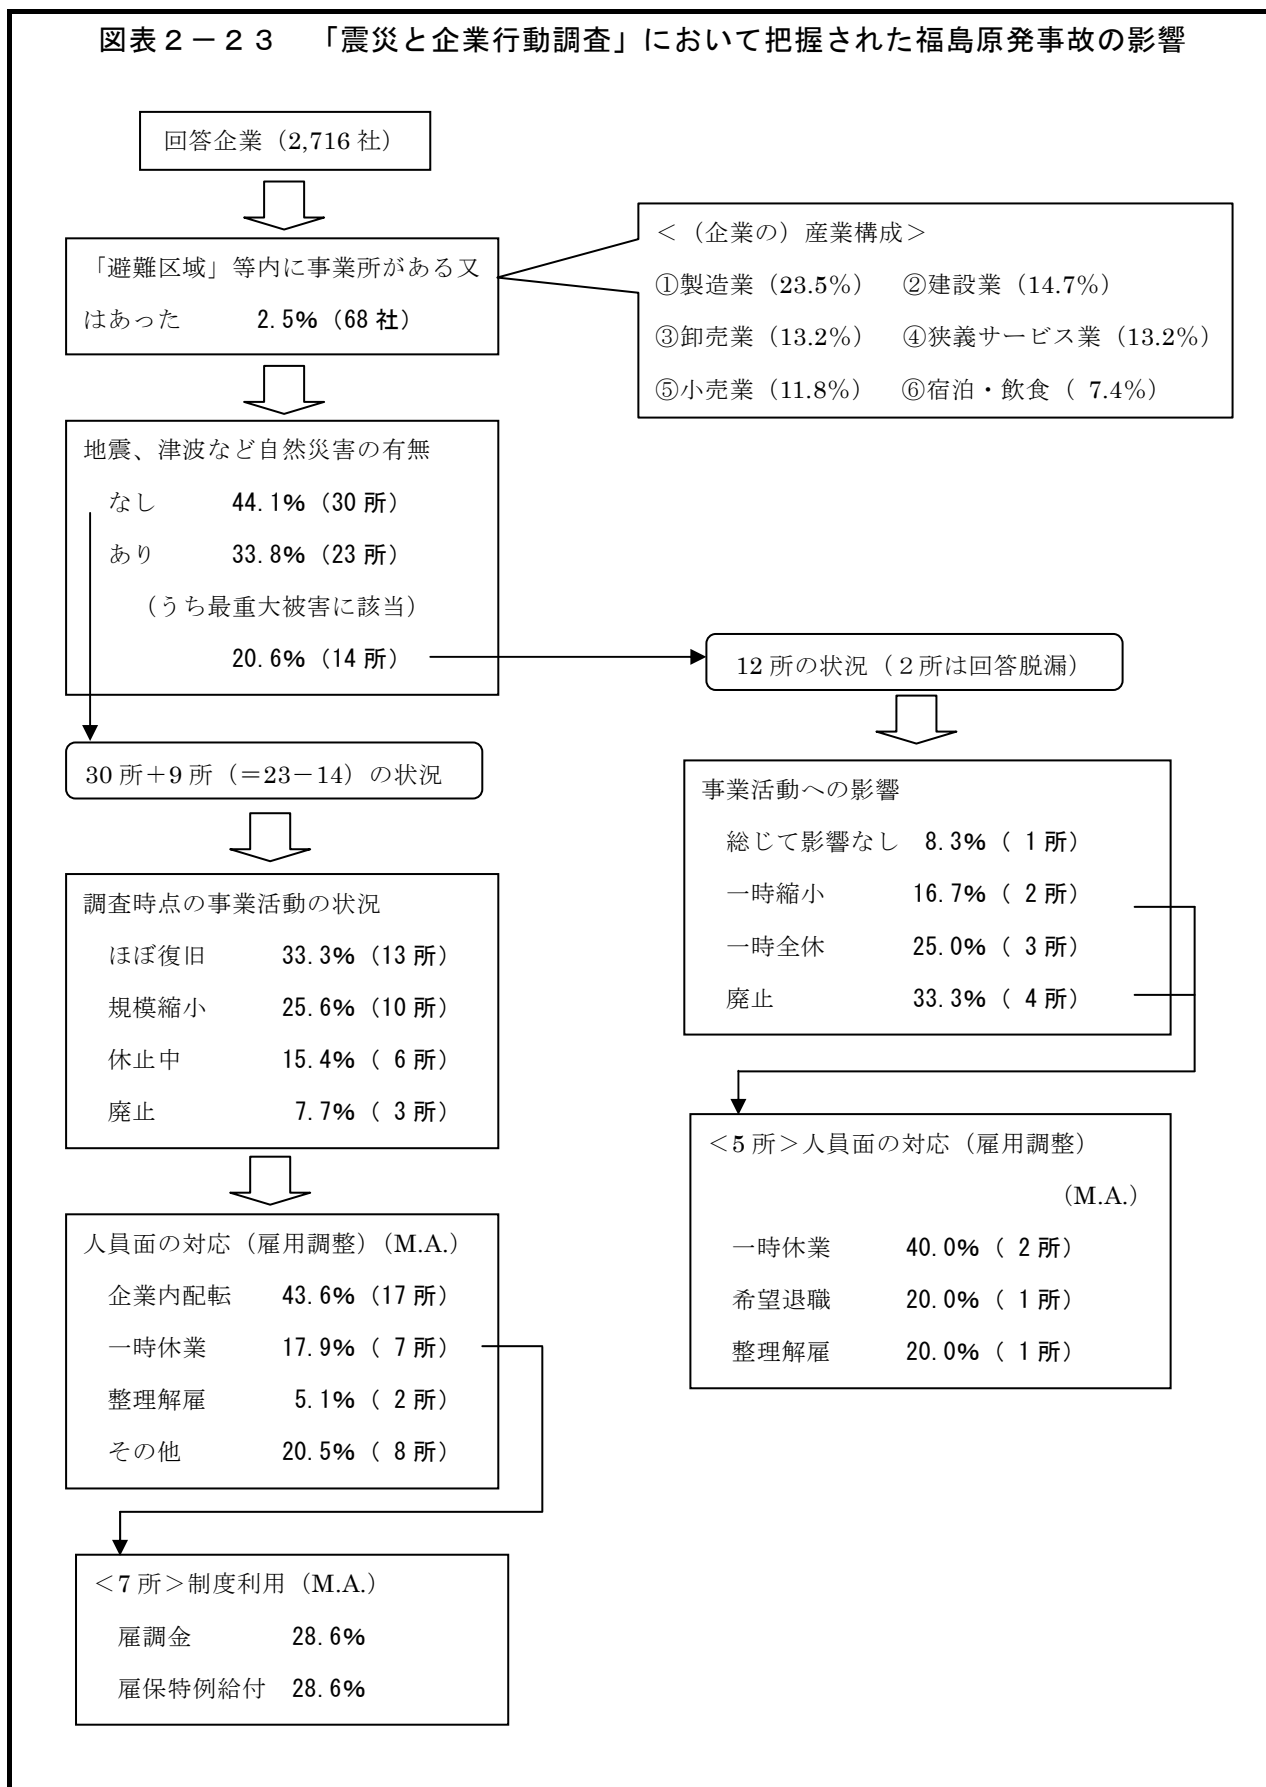 図表２－２３　「震災と企業行動調査」において把握された福島原発事故の影響
回答企業（2,716 社）
「避難区域」等内に事業所がある又
はあった　2.5%（68 社）
＜（企業の）産業構成＞
①製造業（23.5%）　②建設業（14.7%）
③卸売業（13.2%）　④狭義サービス業（13.2%）
⑤小売業（11.8%）　⑥宿泊・飲食（ 7.4%）
地震、津波など自然災害の有無
なし　44.1%（30 所）
あり　33.8%（23 所）
（うち最重大被害に該当）
20.6%（14 所）
30 所＋9 所（＝23－14）の状況
調査時点の事業活動の状況
ほぼ復旧　33.3%（13 所）
規模縮小　25.6%（10 所）
休止中　15.4%（ 6 所）
廃止　7.7%（ 3 所）
人員面の対応（雇用調整）（M.A.）
企業内配転　43.6%（17 所）
一時休業　17.9%（ 7 所）
整理解雇　5.1%（ 2 所）
その他　20.5%（ 8 所）
＜7 所＞制度利用（M.A.）
雇調金　28.6%
雇保特例給付　28.6%
12 所の状況（２所は回答脱漏）
事業活動への影響
総じて影響なし　8.3%（ 1 所）
一時縮小　16.7%（ 2 所）
一時全休　25.0%（ 3 所）
廃止　33.3%（ 4 所）
＜5 所＞人員面の対応（雇用調整）
（M.A.）
一時休業　40.0%（ 2 所）
希望退職　20.0%（ 1 所）
整理解雇　20.0%（ 1 所）